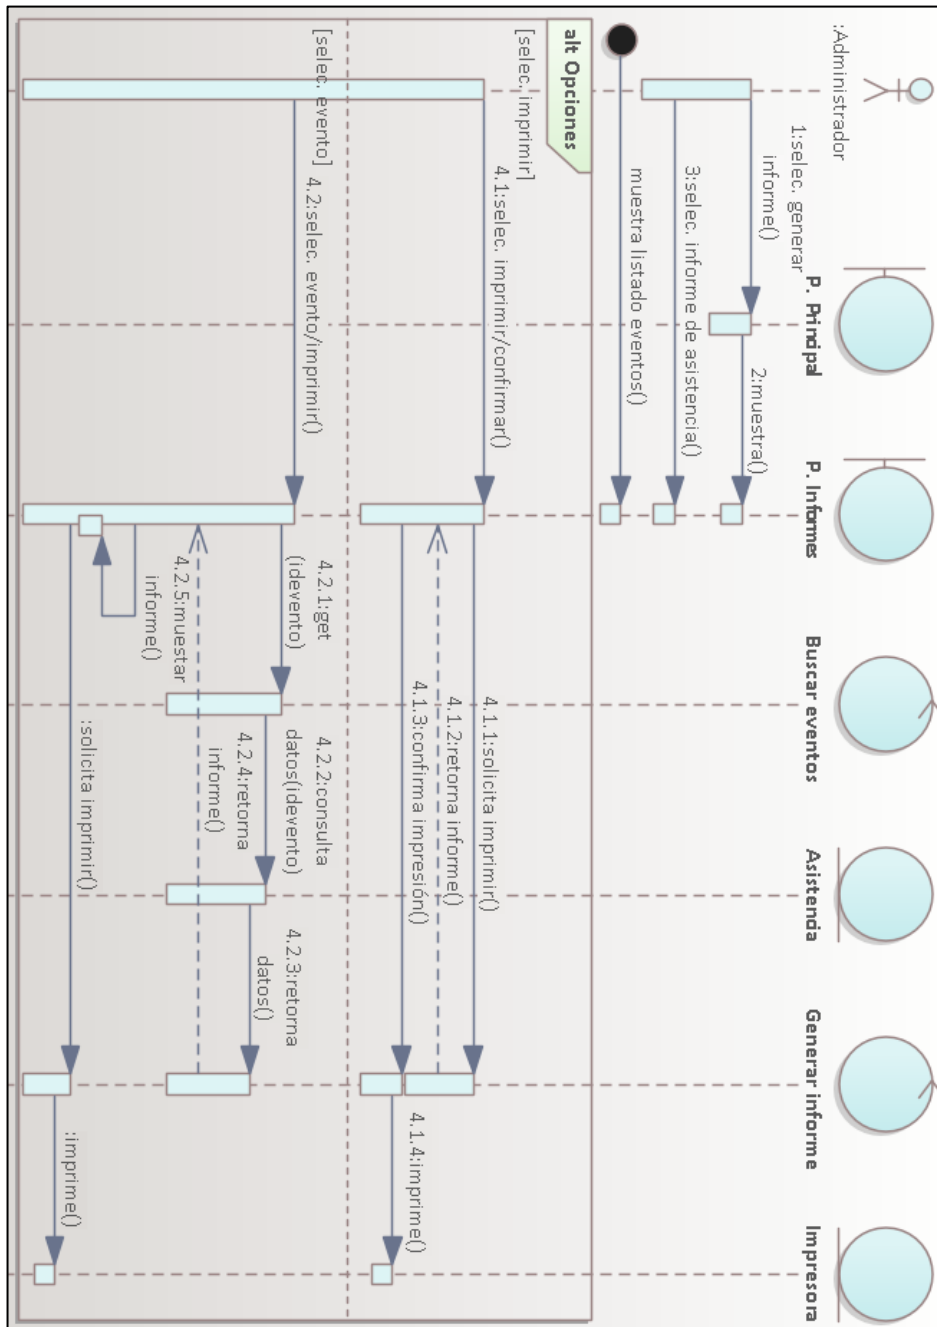 :Administrador
P. Principal
P. Informes
Buscar eventos
Asistencia
Generar informe
Impresora
1:selec. generar
informe()
2:muestra()
3:selec. informe de asistencia()
muestra listado eventos()
alt Opciones
[selec. imprimir]
4.1:selec. imprimir/confirmar()
4.1.1:solicita imprimir()
4.1.2:retorna informe()
4.1.3:confirma impresión()
4.1.4:imprime()
[selec. evento]
4.2:selec. evento/imprimir()
4.2.1:get
(idevento)
4.2.2:consulta
datos(idevento)
4.2.3:retorna
datos()
4.2.4:retorna
informe()
4.2.5:muestar
informe()
:solicita imprimir()
:imprime()